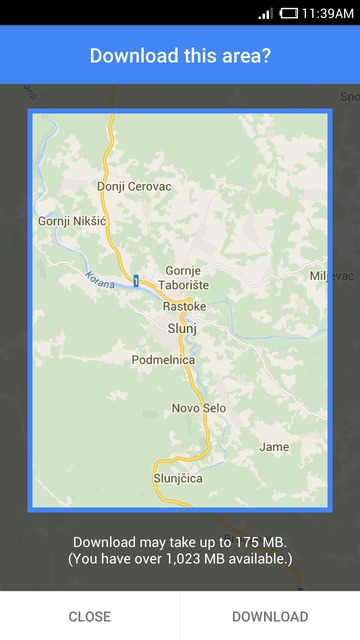 11:39AM
Download this area?
Donji Cerovac
Gornji Nikšić
Korana
1
Gornje
Taborište
Miljevac
Rastoke
Slunj
Podmelnica
Novo Selo
Jame
Slunjčica
Download may take up to 175 MB.
(You have over 1,023 MB available.)
CLOSE
DOWNLOAD